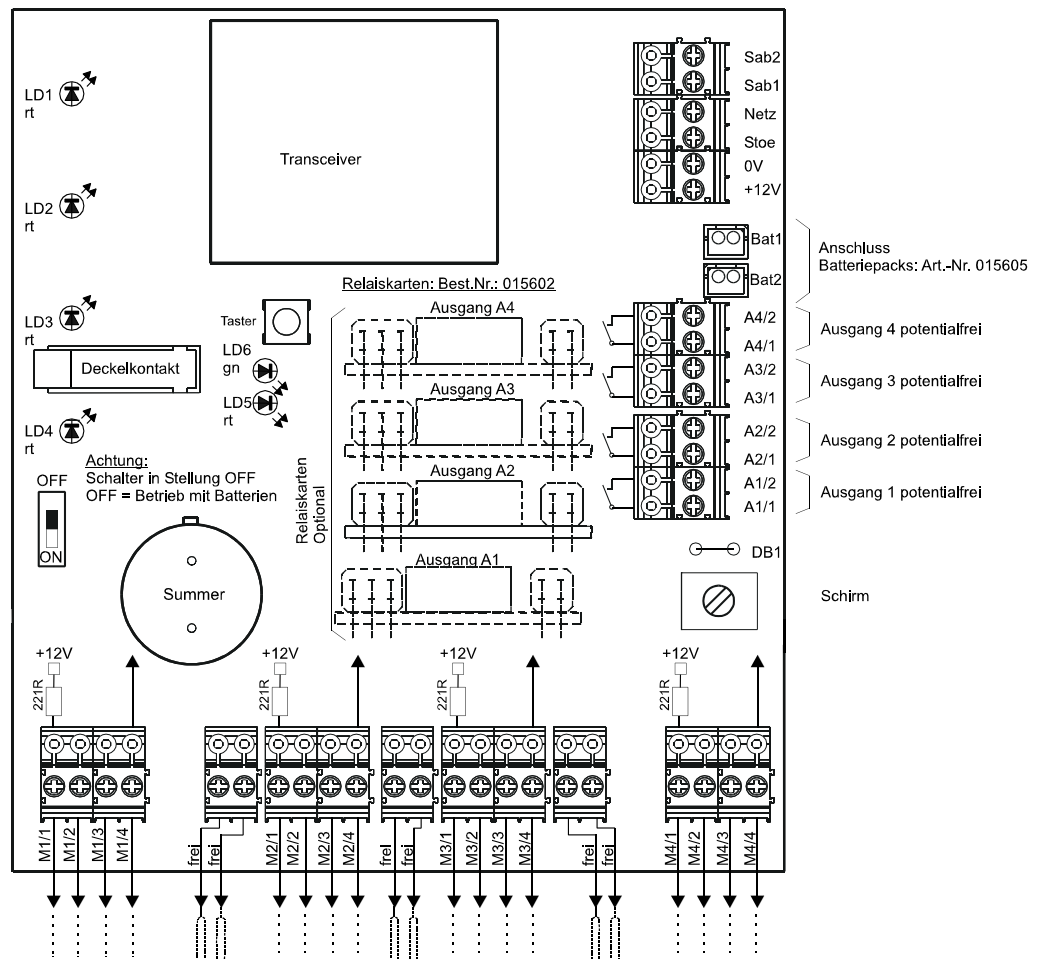 LD1
rt
LD2
rt
LD3
rt
LD4
rt
Transceiver
Sab2
Sab1
Netz
Stoe
0V
+12V
Bat1
Bat2
Anschluss
Batteriepacks: Art.-Nr. 015605
Relaiskarten: Best.Nr.: 015602
Taster
LD6
gn
LD5
rt
Deckelkontakt
Ausgang A4
Ausgang A3
Ausgang A2
Ausgang A1
Relaiskarten
Optional
A4/2
A4/1
A3/2
A3/1
A2/2
A2/1
A1/2
A1/1
Ausgang 4 potentialfrei
Ausgang 3 potentialfrei
Ausgang 2 potentialfrei
Ausgang 1 potentialfrei
Achtung:
Schalter in Stellung OFF
OFF = Betrieb mit Batterien
OFF
ON
Summer
DB1
Schirm
+12V
221R
+12V
221R
+12V
221R
+12V
221R
M1/1
M1/2
M1/3
M1/4
frei
frei
M2/1
M2/2
M2/3
M2/4
frei
frei
M3/1
M3/2
M3/3
M3/4
frei
frei
M4/1
M4/2
M4/3
M4/4